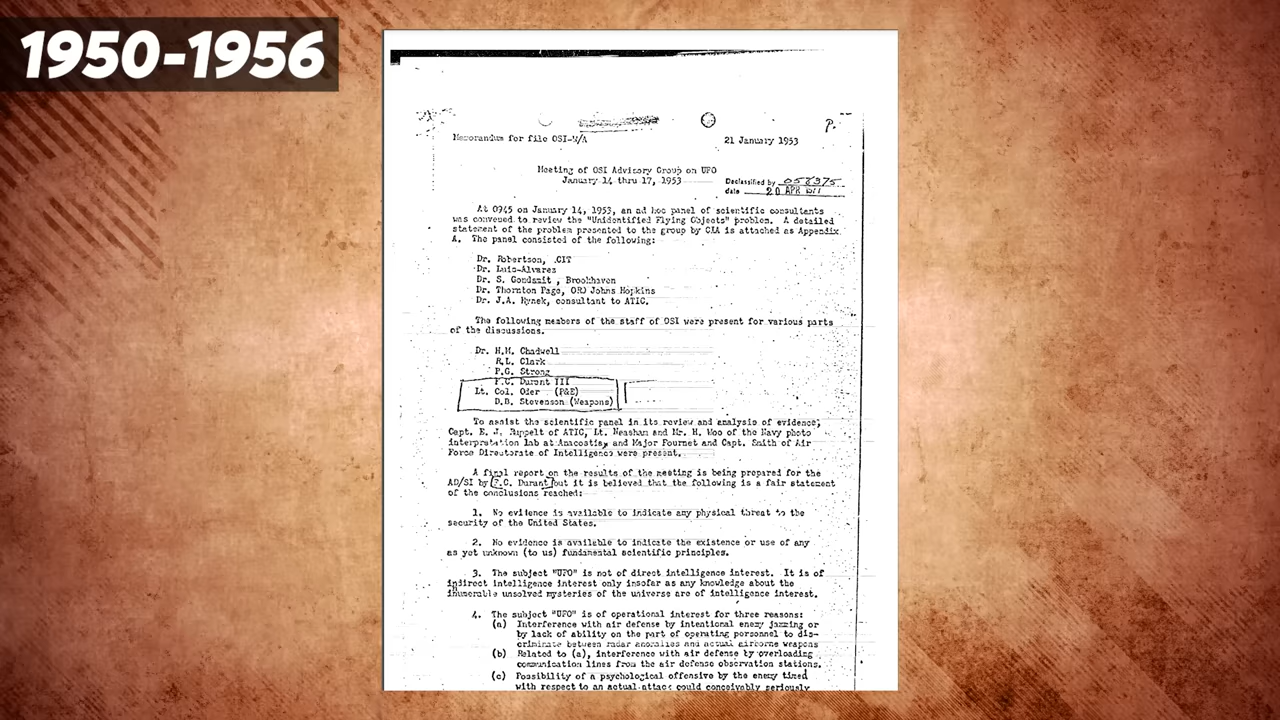 1950-1956
P.
Memorandum for file OSI-W/A
21 January 1953
Meeting of OSI Advisory Group on UFO
January 14 thru 17, 1953
Declassified by 058375
date 20 APR
At 0945 on January 14, 1953, an ad hoc panel of scientific consultants
was convened to review the "Unidentified Flying Objects" problem. A detailed
statement of the problem presented to the group by CIA is attached as Appendix
A. The panel consisted of the following:
Dr. Robertson, CIT
Dr. Luis Alvarez
Dr. S. Goudsmit, Brookhaven
Dr. Thornton Page, ORO Johns Hopkins
Dr. J.A. Hynek, consultant to ATIC.
The following members of the staff of OSI were present for various parts
of the discussions.
Dr. H.M. Chadwell
R.L. Clark
P.G. Strong
F.C. Durant III
Lt. Col. Oder (P&E)
D.B. Stevenson (Weapons)
To assist the scientific panel in its review and analysis of evidence,
Capt. E. J. Ruppelt of ATIC, Lt. Neashan and Mr. H. Woo of the Navy photo
interpretation lab at Anacostia, and Major Fournet and Capt. Smith of Air
Force Directorate of Intelligence were present.
A final report on the results of the meeting is being prepared for the
AD/SI by F.C. Durant but it is believed that the following is a fair statement
of the conclusions reached:
1. No evidence is available to indicate any physical threat to the
security of the United States.
2. No evidence is available to indicate the existence or use of any
as yet unknown (to us) fundamental scientific principles.
3. The subject "UFO" is not of direct intelligence interest. It is of
indirect intelligence interest only insofar as any knowledge about the
inumerable unsolved mysteries of the universe are of intelligence interest.
4. The subject "UFO" is of operational interest for three reasons:
(a) Interference with air defense by intentional enemy jamming or
by lack of ability on the part of operating personnel to dis-
criminate between radar anomalies and actual airborne weapons
(b) Related to (a), interference with air defense by overloading
communication lines from the air defense observation stations.
(c) Possibility of a psychological offensive by the enemy timed
with respect to an actual attack could conceivably seriously